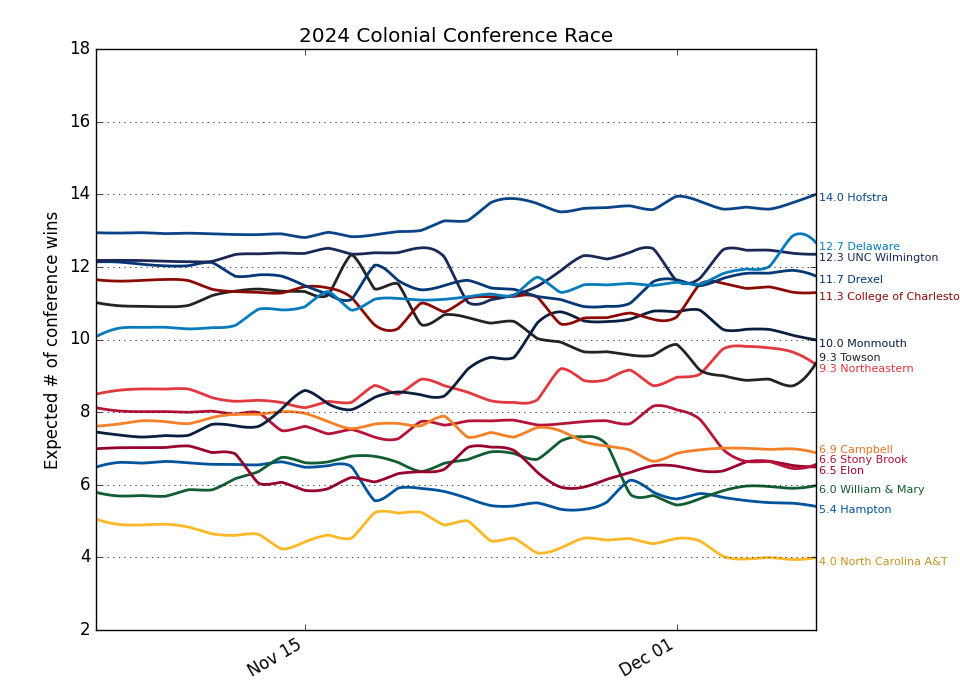 2024 Colonial Conference Race
Expected # of conference wins
18
16
14
12
10
8
6
4
2
Nov 15
Dec 01
14.0 Hofstra
12.7 Delaware
12.3 UNC Wilmington
11.7 Drexel
11.3 College of Charlesto
10.0 Monmouth
9.3 Towson
9.3 Northeastern
6.9 Campbell
6.6 Stony Brook
6.5 Elon
6.0 William & Mary
5.4 Hampton
4.0 North Carolina A&T